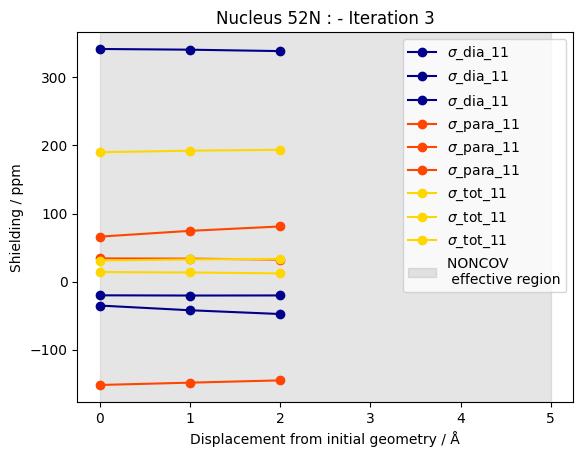 Nucleus 52N : - Iteration 3
300
200
100
0
−100
Shielding / ppm
0 1 2 3 4 5
Displacement from initial geometry / Å
σ_dia_11
σ_dia_11
σ_dia_11
σ_para_11
σ_para_11
σ_para_11
σ_tot_11
σ_tot_11
σ_tot_11
NONCOV
effective region